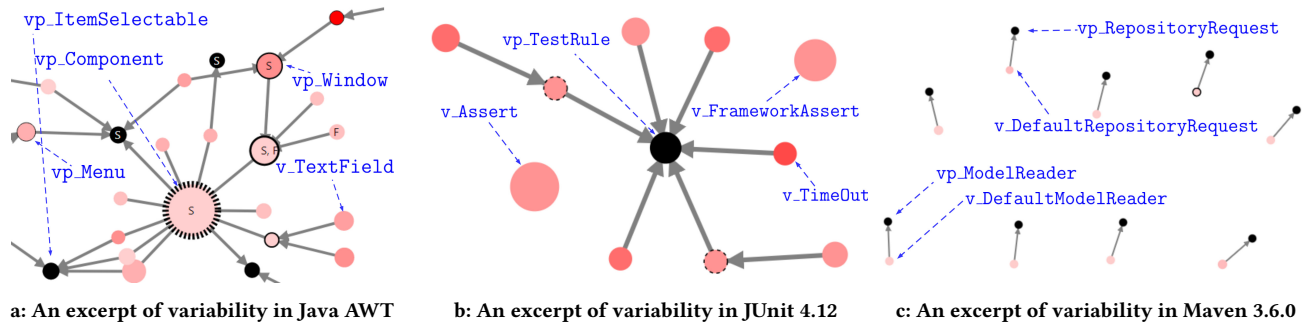 vp_ItemSelectable
vp_Component
S
S
vp_Window
S
F
S, F
v_TextField
vp_Menu
S
a: An excerpt of variability in Java AWT
vp_TestRule
v_Assert
v_FrameworkAssert
v_TimeOut
b: An excerpt of variability in JUnit 4.12
vp_RepositoryRequest
v_DefaultRepositoryRequest
vp_ModelReader
v_DefaultModelReader
c: An excerpt of variability in Maven 3.6.0